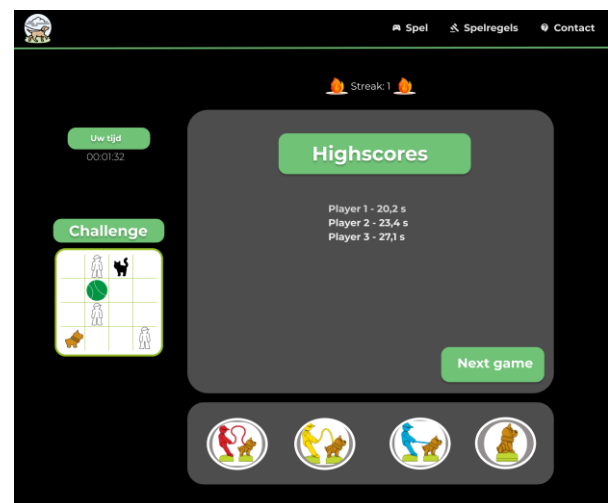 Spel
Spelregels
Contact
Streak: 1
Uw tijd
00:01:32
Highscores
Player 1 - 20,2 s
Player 2 - 23,4 s
Player 3 - 27,1 s
Challenge
Next game